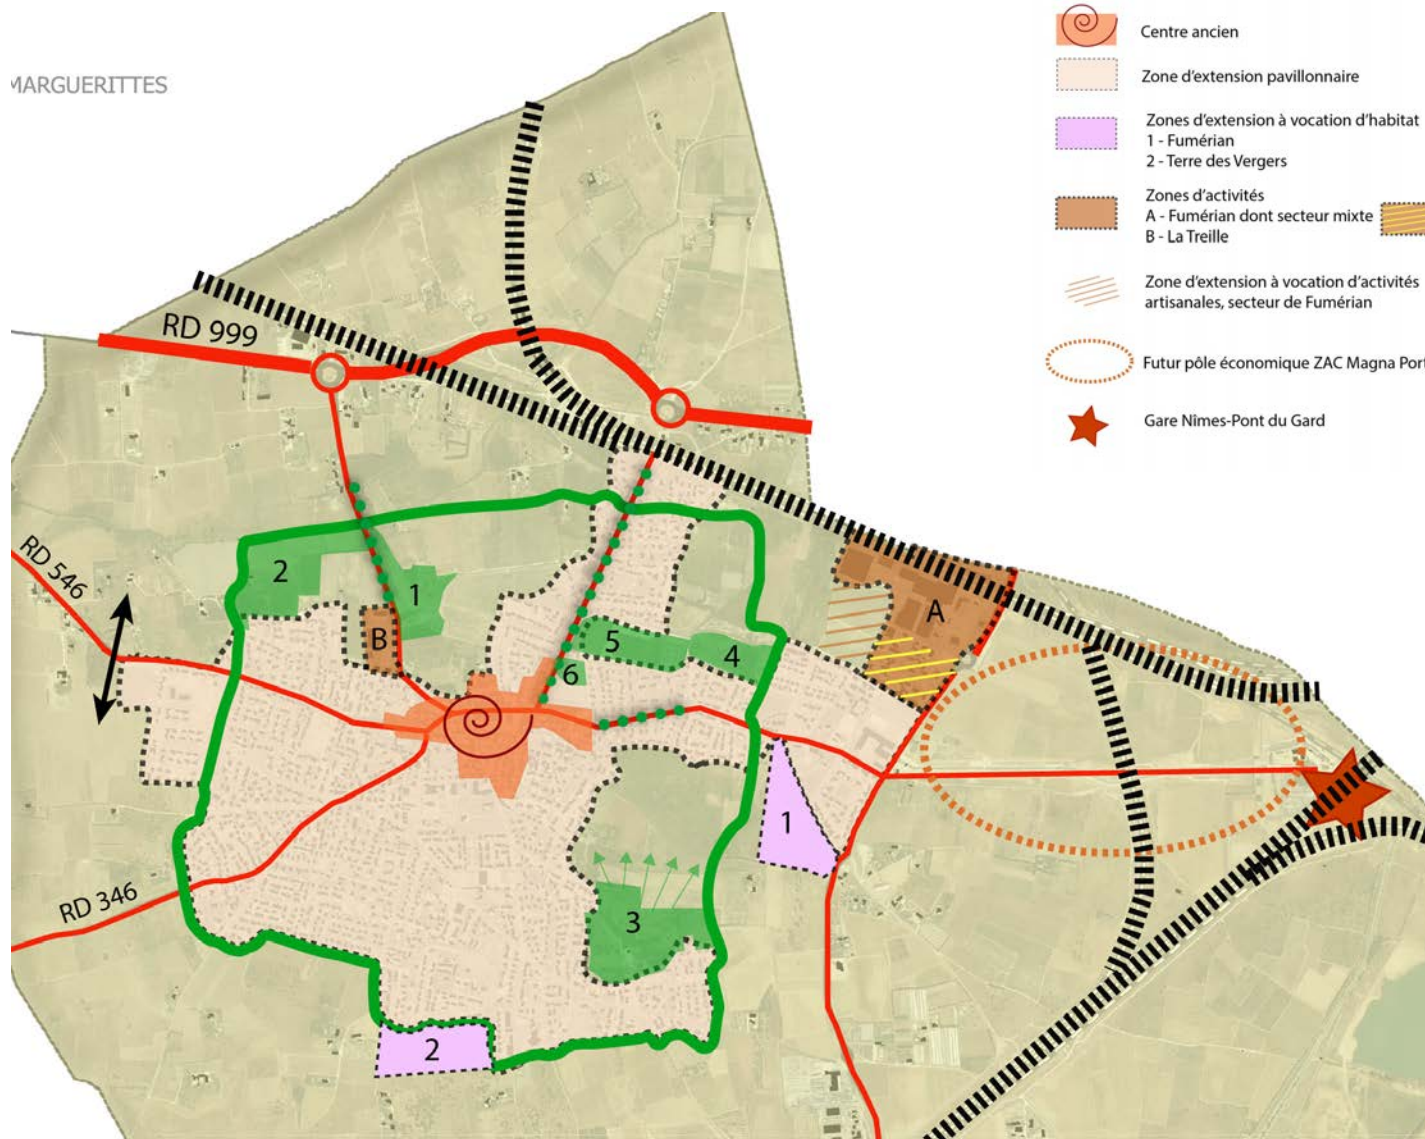 MARGUERITTES
Centre ancien
Zone d'extension pavillonnaire
Zones d'extension à vocation d'habitat
1 - Fumérian
2 - Terre des Vergers
Zones d'activités
A - Fumérian dont secteur mixte
B - La Treille
Zone d'extension à vocation d'activités
artisanales, secteur de Fumérian
Futur pôle économique ZAC Magna Por
Gare Nîmes-Pont du Gard
RD 999
RD 546
2
1
B
A
5
4
6
1
3
RD 346
2